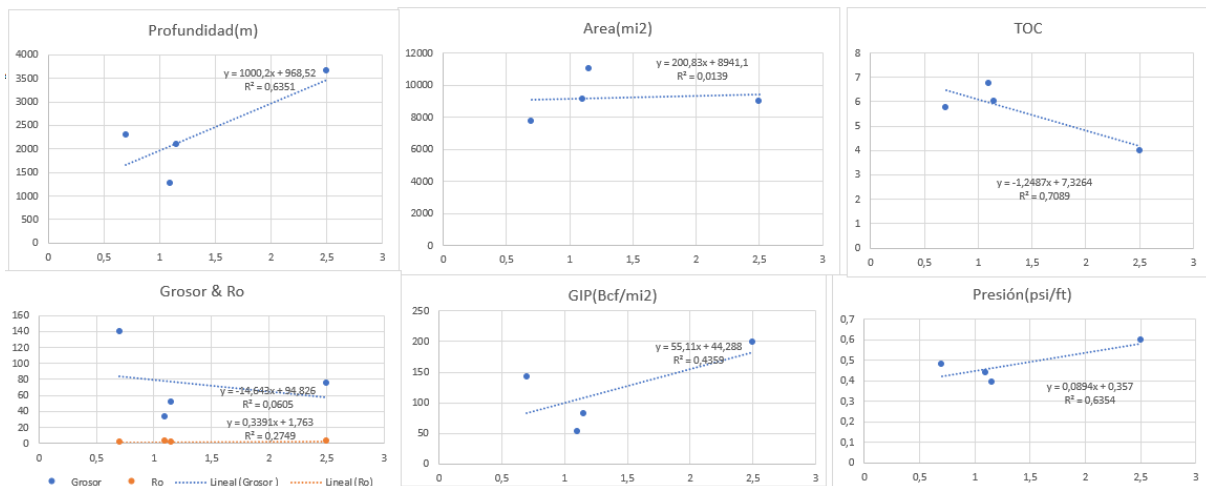 Profundidad(m)
4000
3500
3000
2500
2000
1500
1000
500
0
y = 1000,2x + 968,52
R² = 0,6351
0 0,5 1 1,5 2 2,5 3
Area(mi2)
12000
10000
8000
6000
4000
2000
0
y = 200,83x + 8941,1
R² = 0,0139
0 0,5 1 1,5 2 2,5 3
TOC
8
7
6
5
4
3
2
1
0
y = -1,2487x + 7,3264
R² = 0,7089
0 0,5 1 1,5 2 2,5 3
Grosor & Ro
160
140
120
100
80
60
40
20
0
y = -14,643x + 94,826
R² = 0,0605
y = 0,3391x + 1,763
R² = 0,2749
0 0,5 1 1,5 2 2,5 3
Grosor Ro Lineal (Grosor ) Lineal (Ro)
GIP(Bcf/mi2)
250
200
150
100
50
0
y = 55,11x + 44,288
R² = 0,4359
0 0,5 1 1,5 2 2,5 3
Presión(psi/ft)
0,7
0,6
0,5
0,4
0,3
0,2
0,1
0
y = 0,0894x + 0,357
R² = 0,6354
0 0,5 1 1,5 2 2,5 3